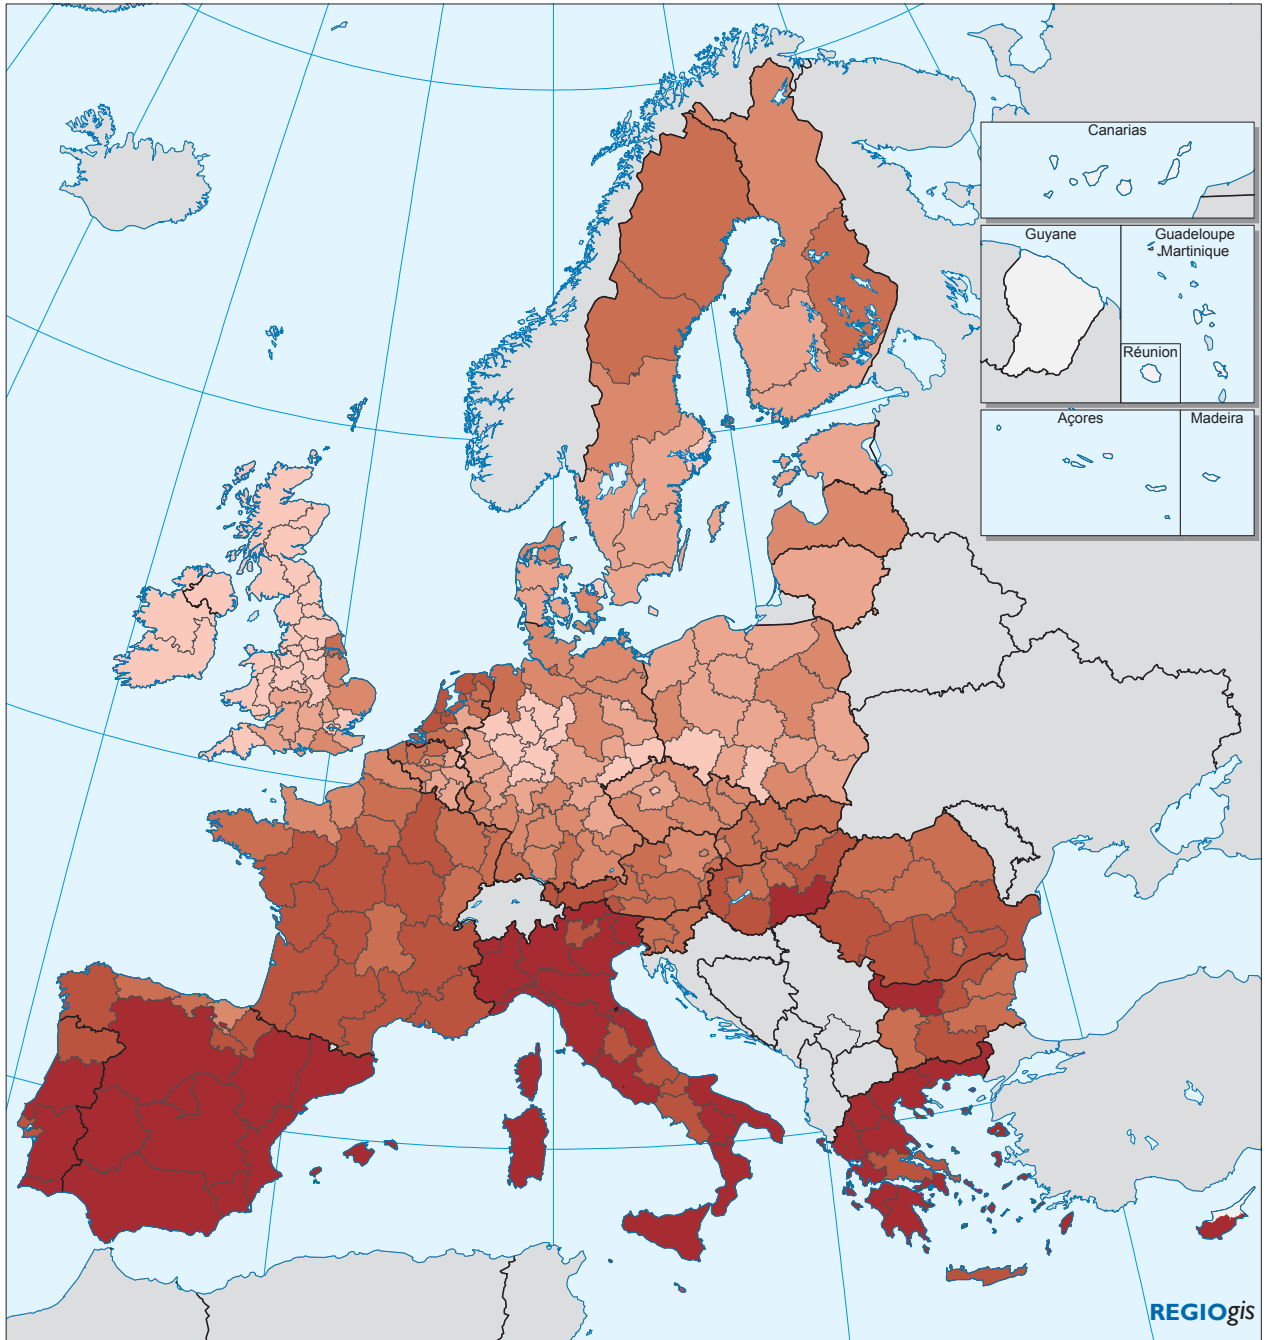 Canarias
Guyane
Guadeloupe
Martinique
Réunion
Açores
Madeira
REGIOgis